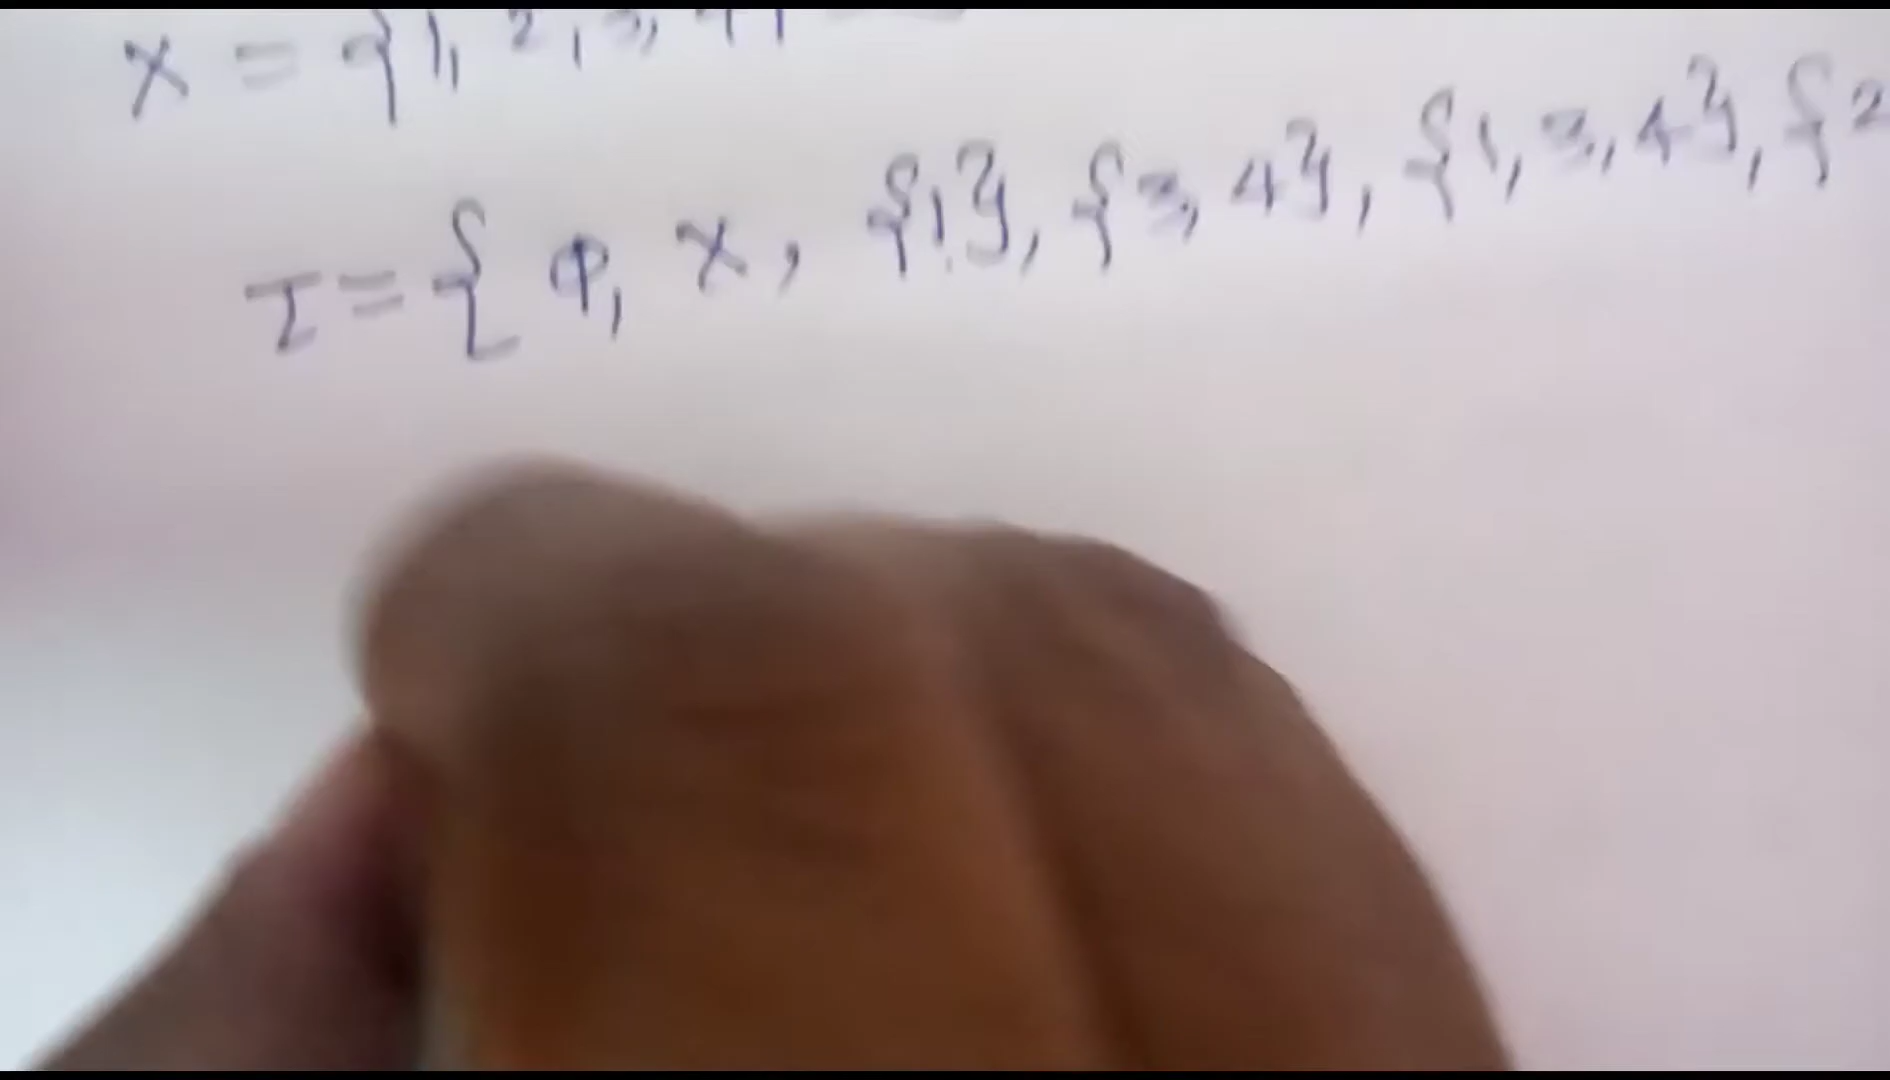 X = {1, 2, 3, 4,
τ = { φ, X, {1}, {3, 4}, {1, 3, 4}, {2